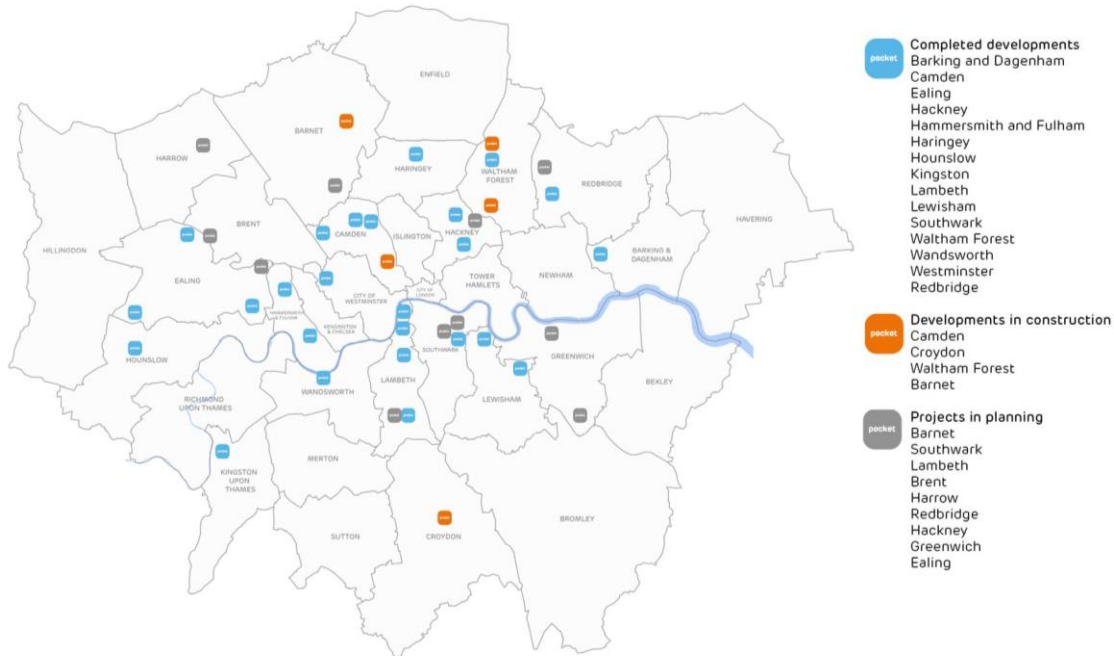 ENFIELD
BARNET
HARROW
HARINGEY
WALTHAM
FOREST
REDBRIDGE
HAVERING
BRENT
HILLINGDON
CAMDEN
ISLINGTON
HACKNEY
BARKING &
DAGENHAM
NEWHAM
EALING
TOWER
HAMLETS
CITY OF
WESTMINSTER
CITY OF
LONDON
HAMMERSMITH
& FULHAM
KENSINGTON
& CHELSEA
HOUNSLOW
SOUTHWARK
GREENWICH
BEXLEY
LAMBETH
WANDSWORTH
LEWISHAM
RICHMOND
UPON THAMES
KINGSTON
UPON
THAMES
MERTON
SUTTON
CROYDON
BROMLEY
pocket
Completed developments
Barking and Dagenham
Camden
Ealing
Hackney
Hammersmith and Fulham
Haringey
Hounslow
Kingston
Lambeth
Lewisham
Southwark
Waltham Forest
Wandsworth
Westminster
Redbridge
pocket
Developments in construction
Camden
Croydon
Waltham Forest
Barnet
pocket
Projects in planning
Barnet
Southwark
Lambeth
Brent
Harrow
Redbridge
Hackney
Greenwich
Ealing